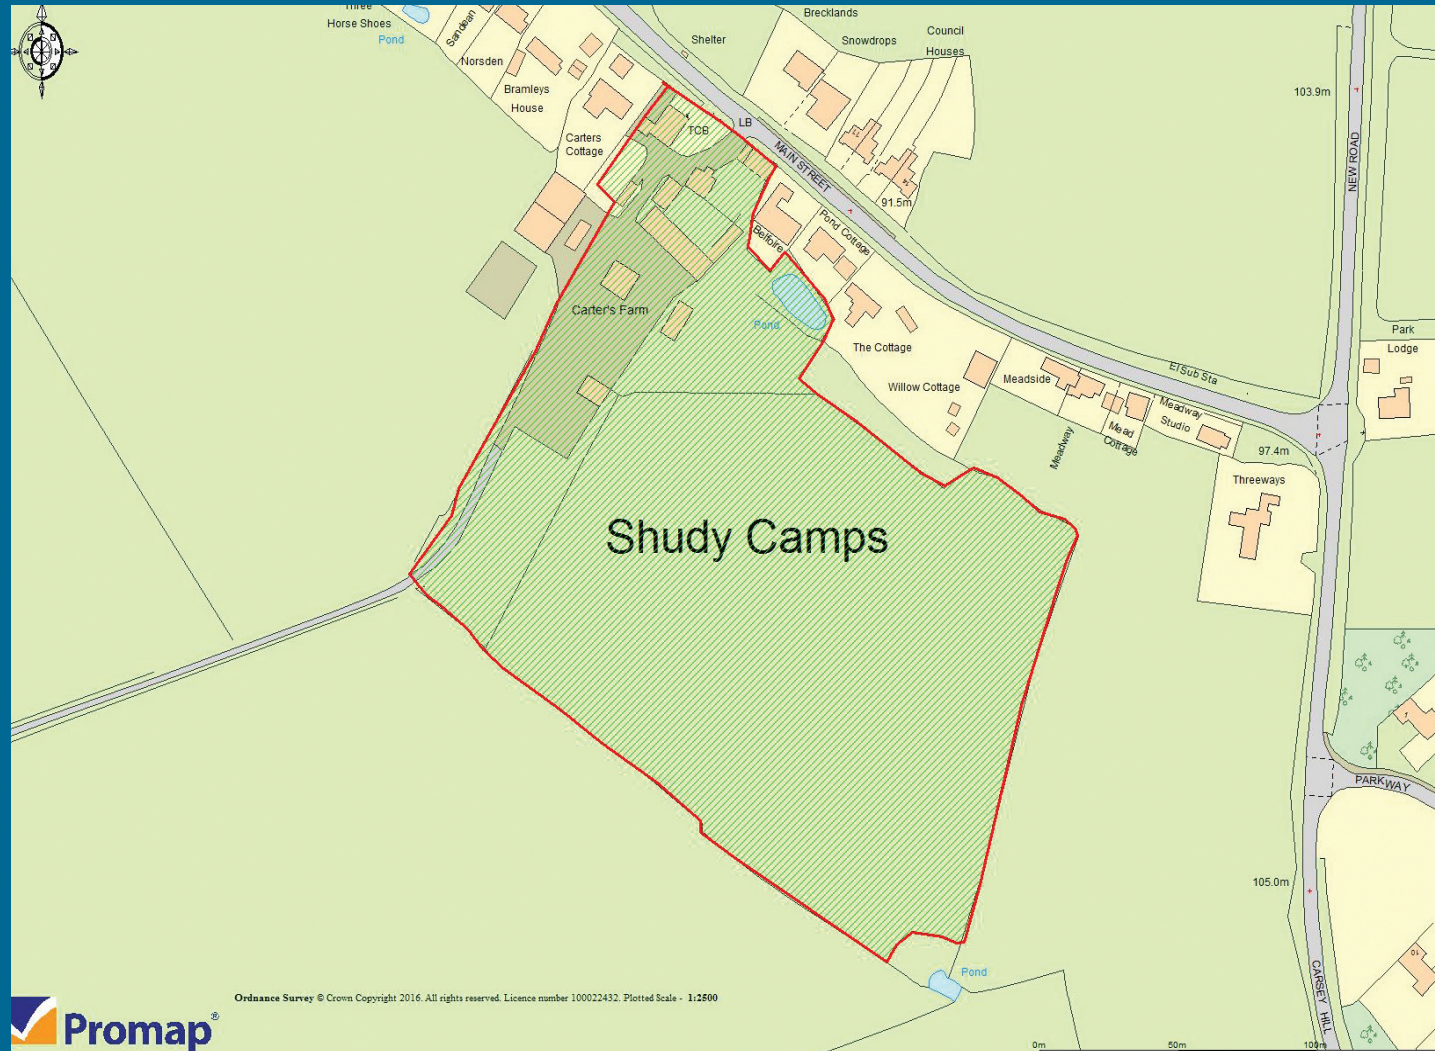 Three
Horse Shoes
Pond
Sandean
Norsden
Bramleys
House
Carters
Cottage
Shelter
Brecklands
Snowdrops
Council
Houses
TCB
LB
MAIN STREET
11
14
91.5m
103.9m
NEW ROAD
Belfoire
Pond Cottage
Carter's Farm
Pond
The Cottage
Willow Cottage
Meadside
Meadway
Mead
Cottage
Meadway
Studio
El Sub Sta
Park
Lodge
97.4m
Threeways
Shudy Camps
1
PARKWAY
105.0m
10
CARSEY HILL
Pond
Ordnance Survey © Crown Copyright 2016. All rights reserved. Licence number 100022432. Plotted Scale - 1:2500
Promap®
0m 50m 100m